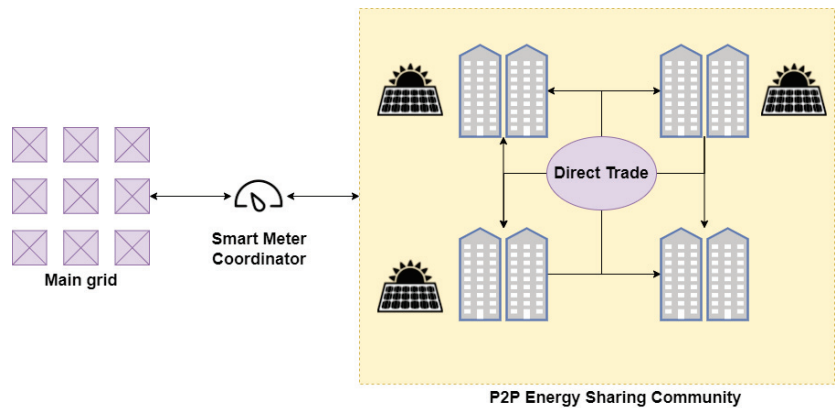 Direct Trade
Smart Meter
Coordinator
Main grid
P2P Energy Sharing Community